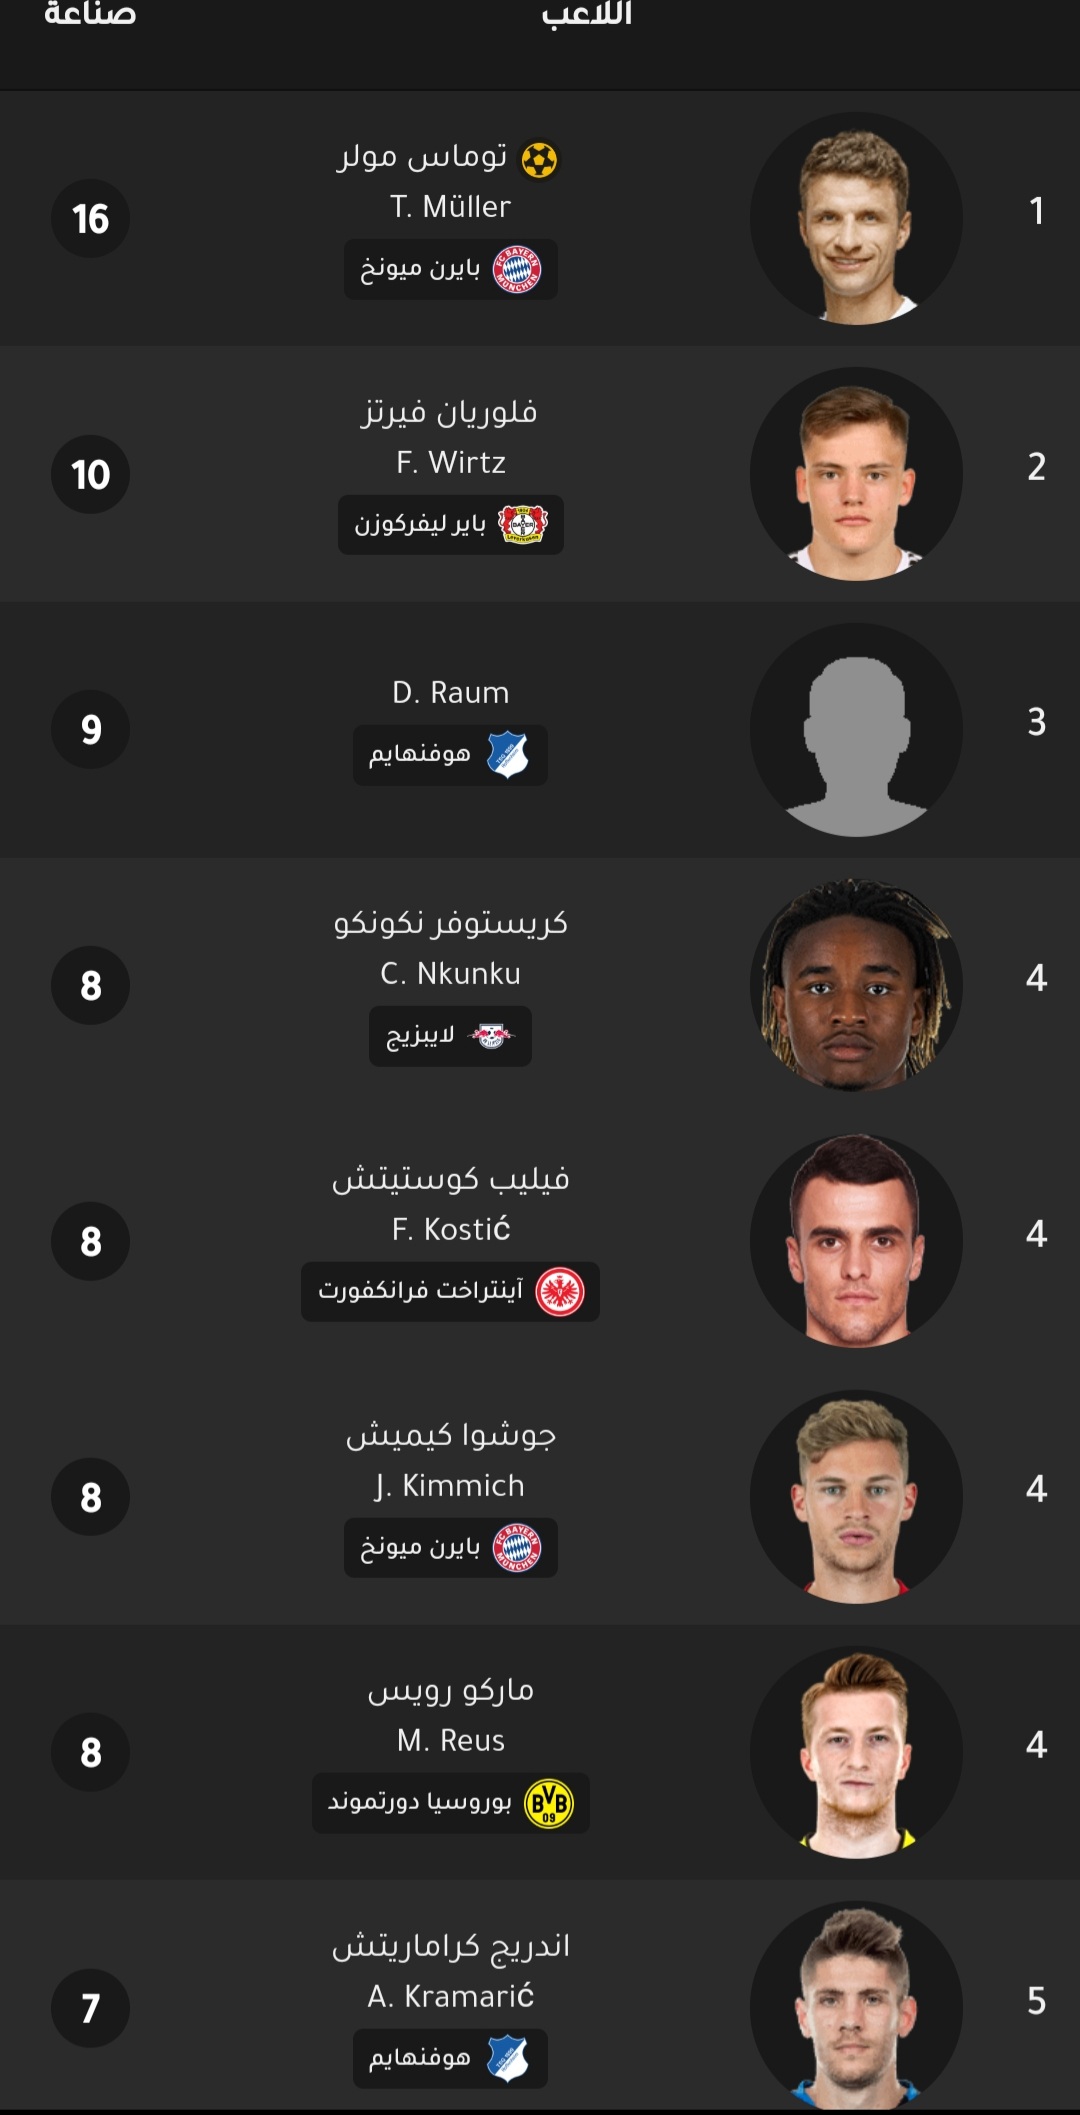 اللاعب صناعة
1
توماس مولر
T. Müller
بايرن ميونخ
16
2
فلوريان فيرتز
F. Wirtz
باير ليفركوزن
10
3
D. Raum
هوفنهايم
9
4
كريستوفر نكونكو
C. Nkunku
لايبزيج
8
4
فيليب كوستيتش
F. Kostić
آينتراخت فرانكفورت
8
4
جوشوا كيميش
J. Kimmich
بايرن ميونخ
8
4
ماركو رويس
M. Reus
بوروسيا دورتموند
BVB
09
8
5
اندريج كراماريتش
A. Kramarić
هوفنهايم
7